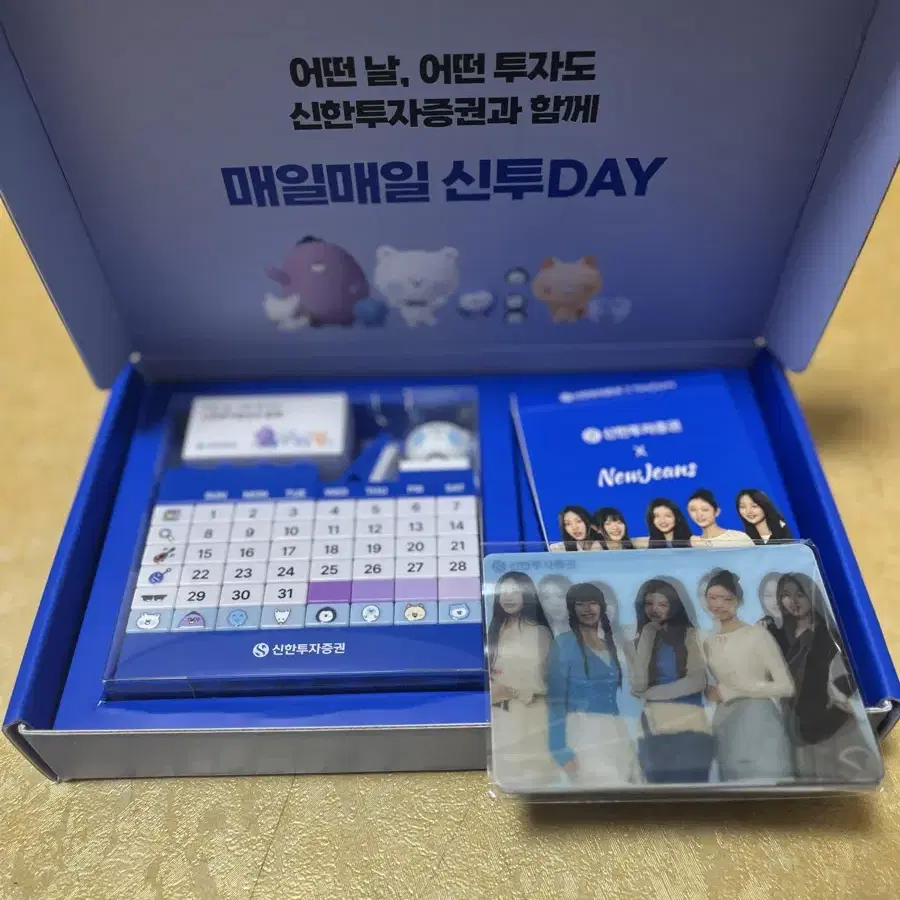 어떤 날, 어떤 투자도
신한투자증권과 함께
매일매일 신투DAY
신한투자증권
X
NewJeans
SUN MON TUE WED THU FRI SAT
1 2 3 4 5 6 7
8 9 10 11 12 13 14
15 16 17 18 19 20 21
22 23 24 25 26 27 28
29 30 31
신한투자증권
신한투자증권